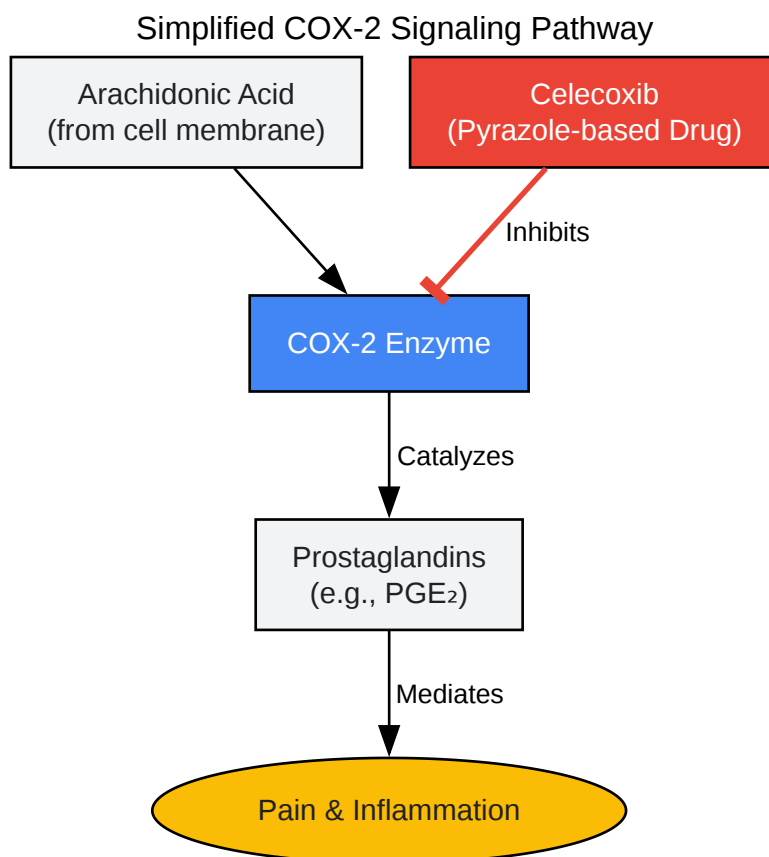 Simplified COX-2 Signaling Pathway
Arachidonic Acid
(from cell membrane)
Celecoxib
(Pyrazole-based Drug)
Inhibits
COX-2 Enzyme
Catalyzes
Prostaglandins
(e.g., PGE₂)
Mediates
Pain & Inflammation